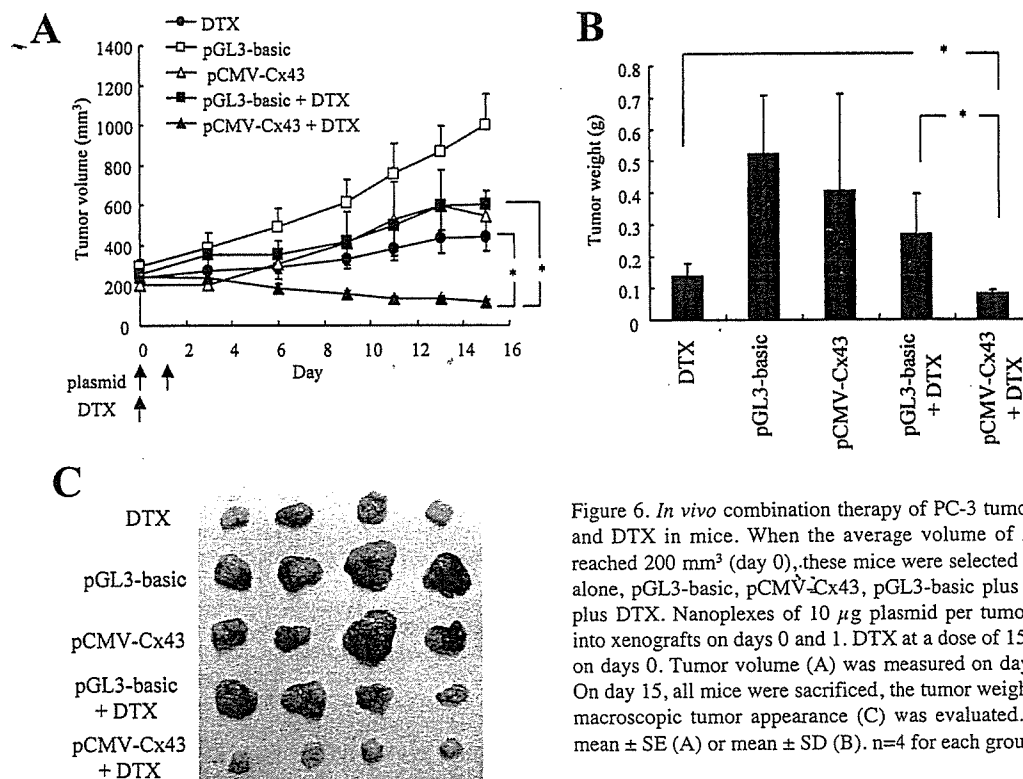 A
DTX
pGL3-basic
pCMV-Cx43
pGL3-basic + DTX
pCMV-Cx43 + DTX
Tumor volume (mm³)
1400
1200
1000
800
600
400
200
0
* *
0 2 4 6 8 10 12 14 16
Day
plasmid
DTX
B
*
*
Tumor weight (g)
0.8
0.7
0.6
0.5
0.4
0.3
0.2
0.1
0
DTX
pGL3-basic
pCMV-Cx43
pGL3-basic
+ DTX
pCMV-Cx43
+ DTX
C
DTX
pGL3-basic
pCMV-Cx43
pGL3-basic
+ DTX
pCMV-Cx43
+ DTX
Figure 6. In vivo combination therapy of PC-3 tumo
and DTX in mice. When the average volume of
reached 200 mm³ (day 0), these mice were selected
alone, pGL3-basic, pCMV-Cx43, pGL3-basic plus
plus DTX. Nanoplexes of 10 µg plasmid per tumo
into xenografts on days 0 and 1. DTX at a dose of 15
on days 0. Tumor volume (A) was measured on day
On day 15, all mice were sacrificed, the tumor weigh
macroscopic tumor appearance (C) was evaluated.
mean ± SE (A) or mean ± SD (B). n=4 for each grou